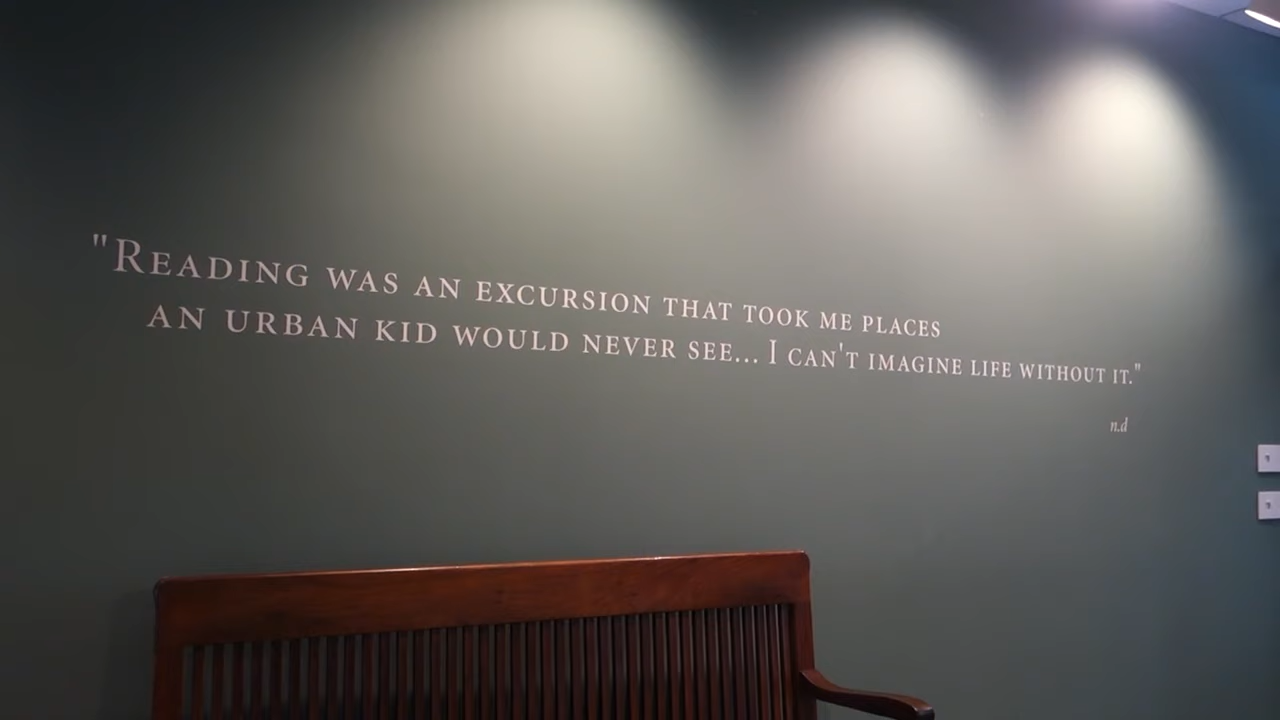 "READING WAS AN EXCURSION THAT TOOK ME PLACES
AN URBAN KID WOULD NEVER SEE... I CAN'T IMAGINE LIFE WITHOUT IT."
n.d